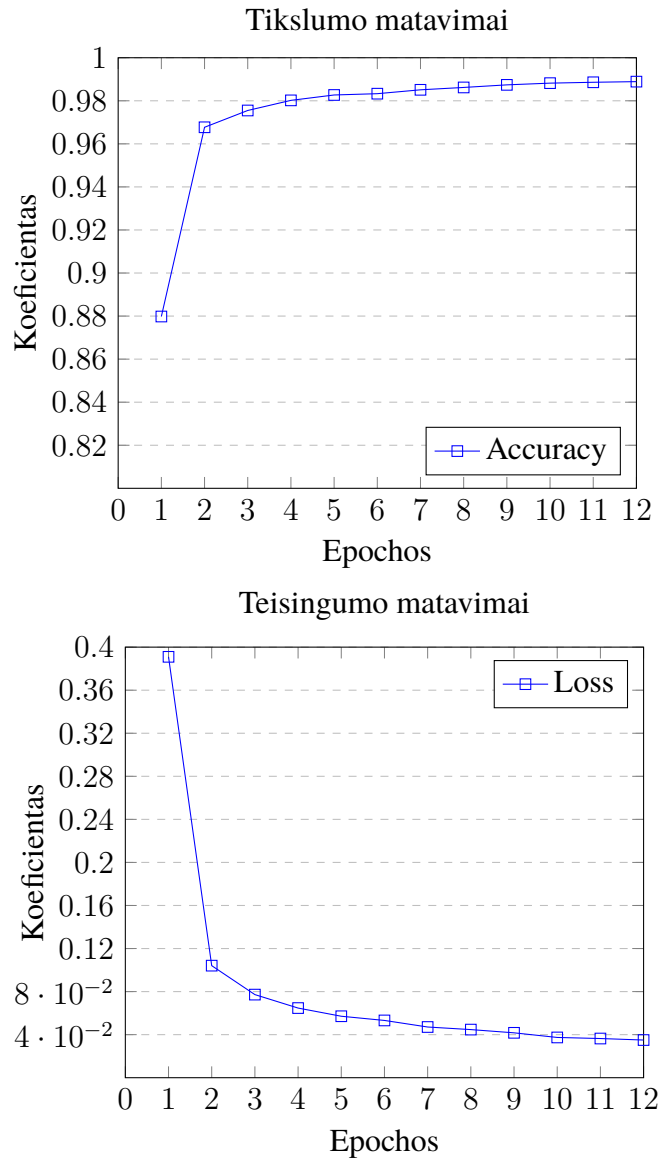 Tikslumo matavimai
1
0.98
0.96
0.94
0.92
0.9
0.88
0.86
0.84
0.82
Koeficientas
Accuracy
0 1 2 3 4 5 6 7 8 9 10 11 12
Epochos
Teisingumo matavimai
0.4
0.36
0.32
0.28
0.24
0.2
0.16
0.12
8 · 10⁻²
4 · 10⁻²
Koeficientas
Loss
0 1 2 3 4 5 6 7 8 9 10 11 12
Epochos